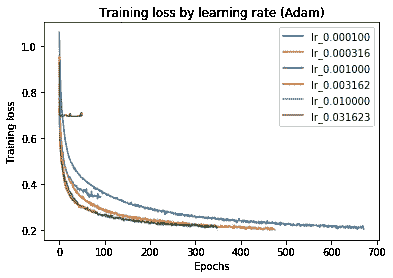 Training loss by learning rate (Adam)
lr_0.000100
lr_0.000316
lr_0.001000
lr_0.003162
lr_0.010000
lr_0.031623
Training loss
1.0
0.8
0.6
0.4
0.2
0 100 200 300 400 500 600 700
Epochs